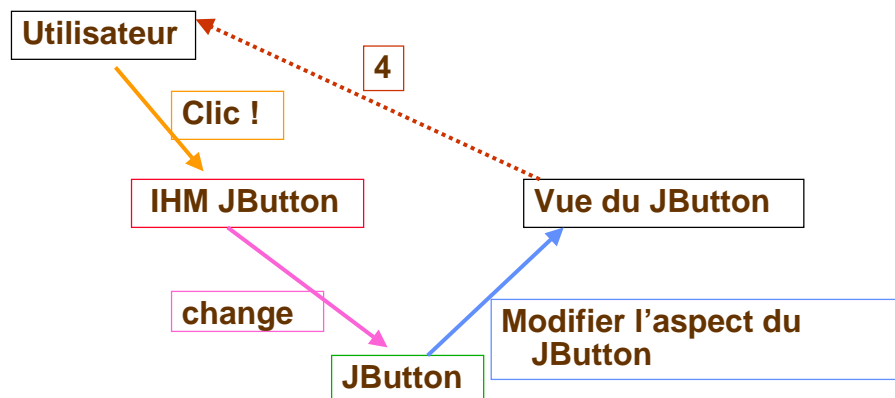 Utilisateur
4
Clic !
IHM JButton
Vue du JButton
change
Modifier l’aspect du
JButton
JButton